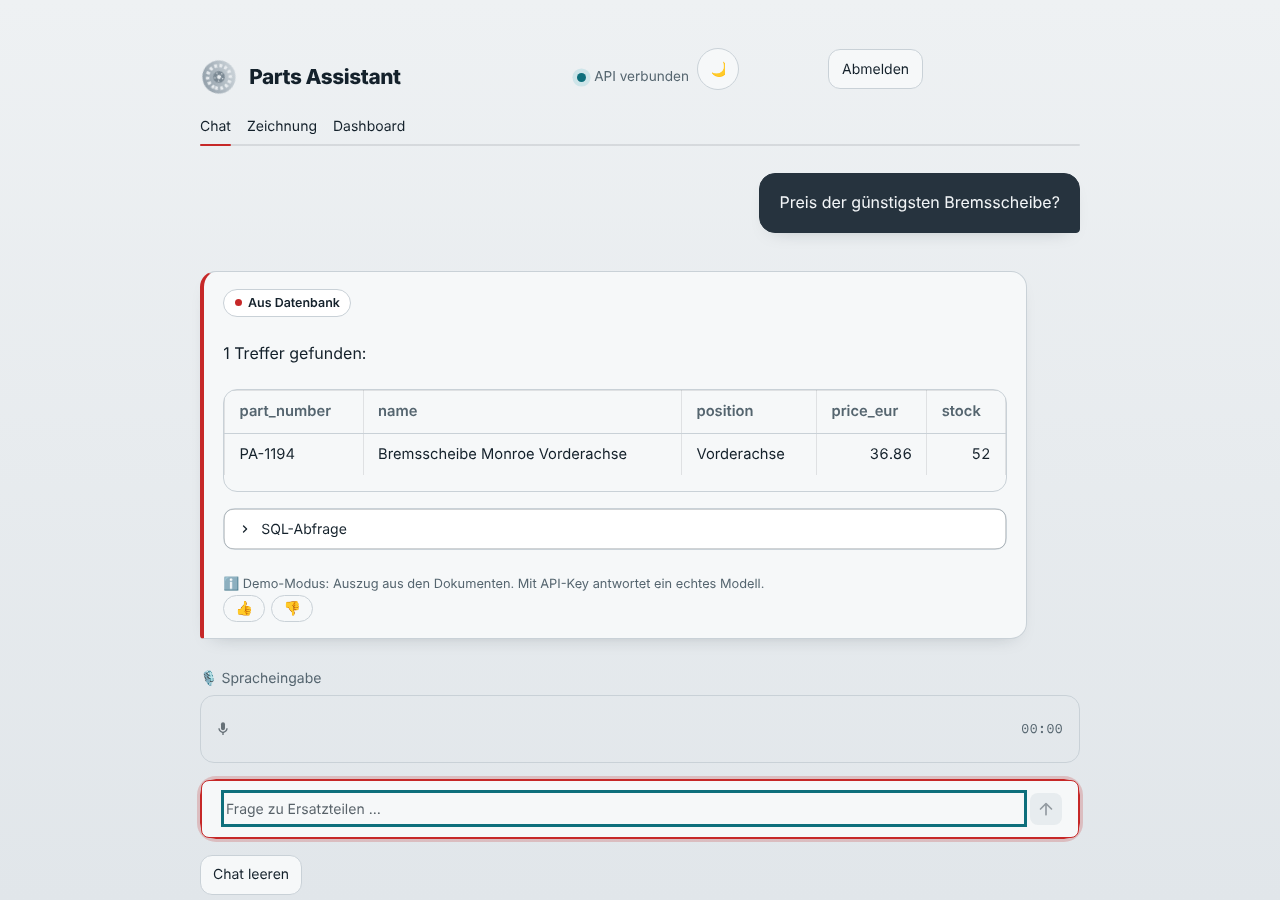 Parts Assistant
API verbunden
Abmelden
Chat Zeichnung Dashboard
Preis der günstigsten Bremsscheibe?
Aus Datenbank
1 Treffer gefunden:
part_number name position price_eur stock
PA-1194 Bremsscheibe Monroe Vorderachse Vorderachse 36.86 52
SQL-Abfrage
ℹ️ Demo-Modus: Auszug aus den Dokumenten. Mit API-Key antwortet ein echtes Modell.
Spracheingabe
00:00
Frage zu Ersatzteilen ...
Chat leeren